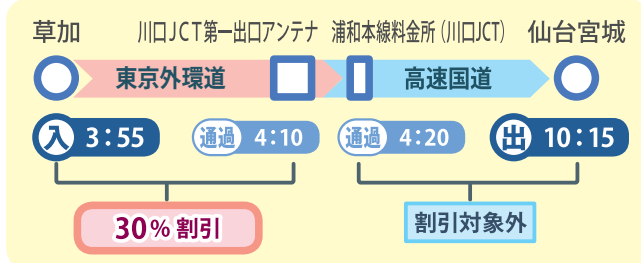 草加 川口JCT第一出口アンテナ 浦和本線料金所(川口JCT) 仙台宮城
東京外環道 高速国道
入 3:55 通過 4:10 通過 4:20 出 10:15
30%割引 割引対象外